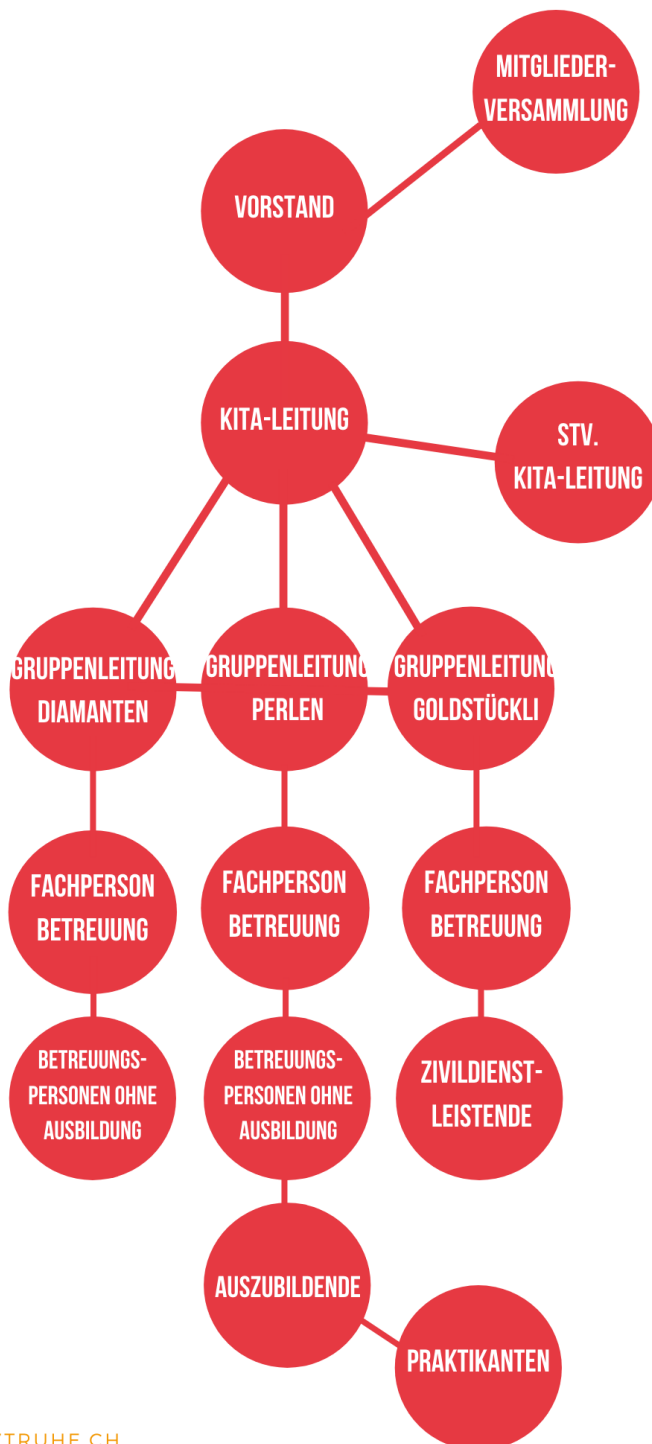 MITGLIEDER-
VERSAMMLUNG
VORSTAND
KITA-LEITUNG
STV.
KITA-LEITUNG
GRUPPENLEITUNG
DIAMANTEN
GRUPPENLEITUNG
PERLEN
GRUPPENLEITUNG
GOLDSTÜCKLI
FACHPERSON
BETREUUNG
FACHPERSON
BETREUUNG
FACHPERSON
BETREUUNG
BETREUUNGS-
PERSONEN OHNE
AUSBILDUNG
BETREUUNGS-
PERSONEN OHNE
AUSBILDUNG
ZIVILDIENST-
LEISTENDE
AUSZUBILDENDE
PRAKTIKANTEN